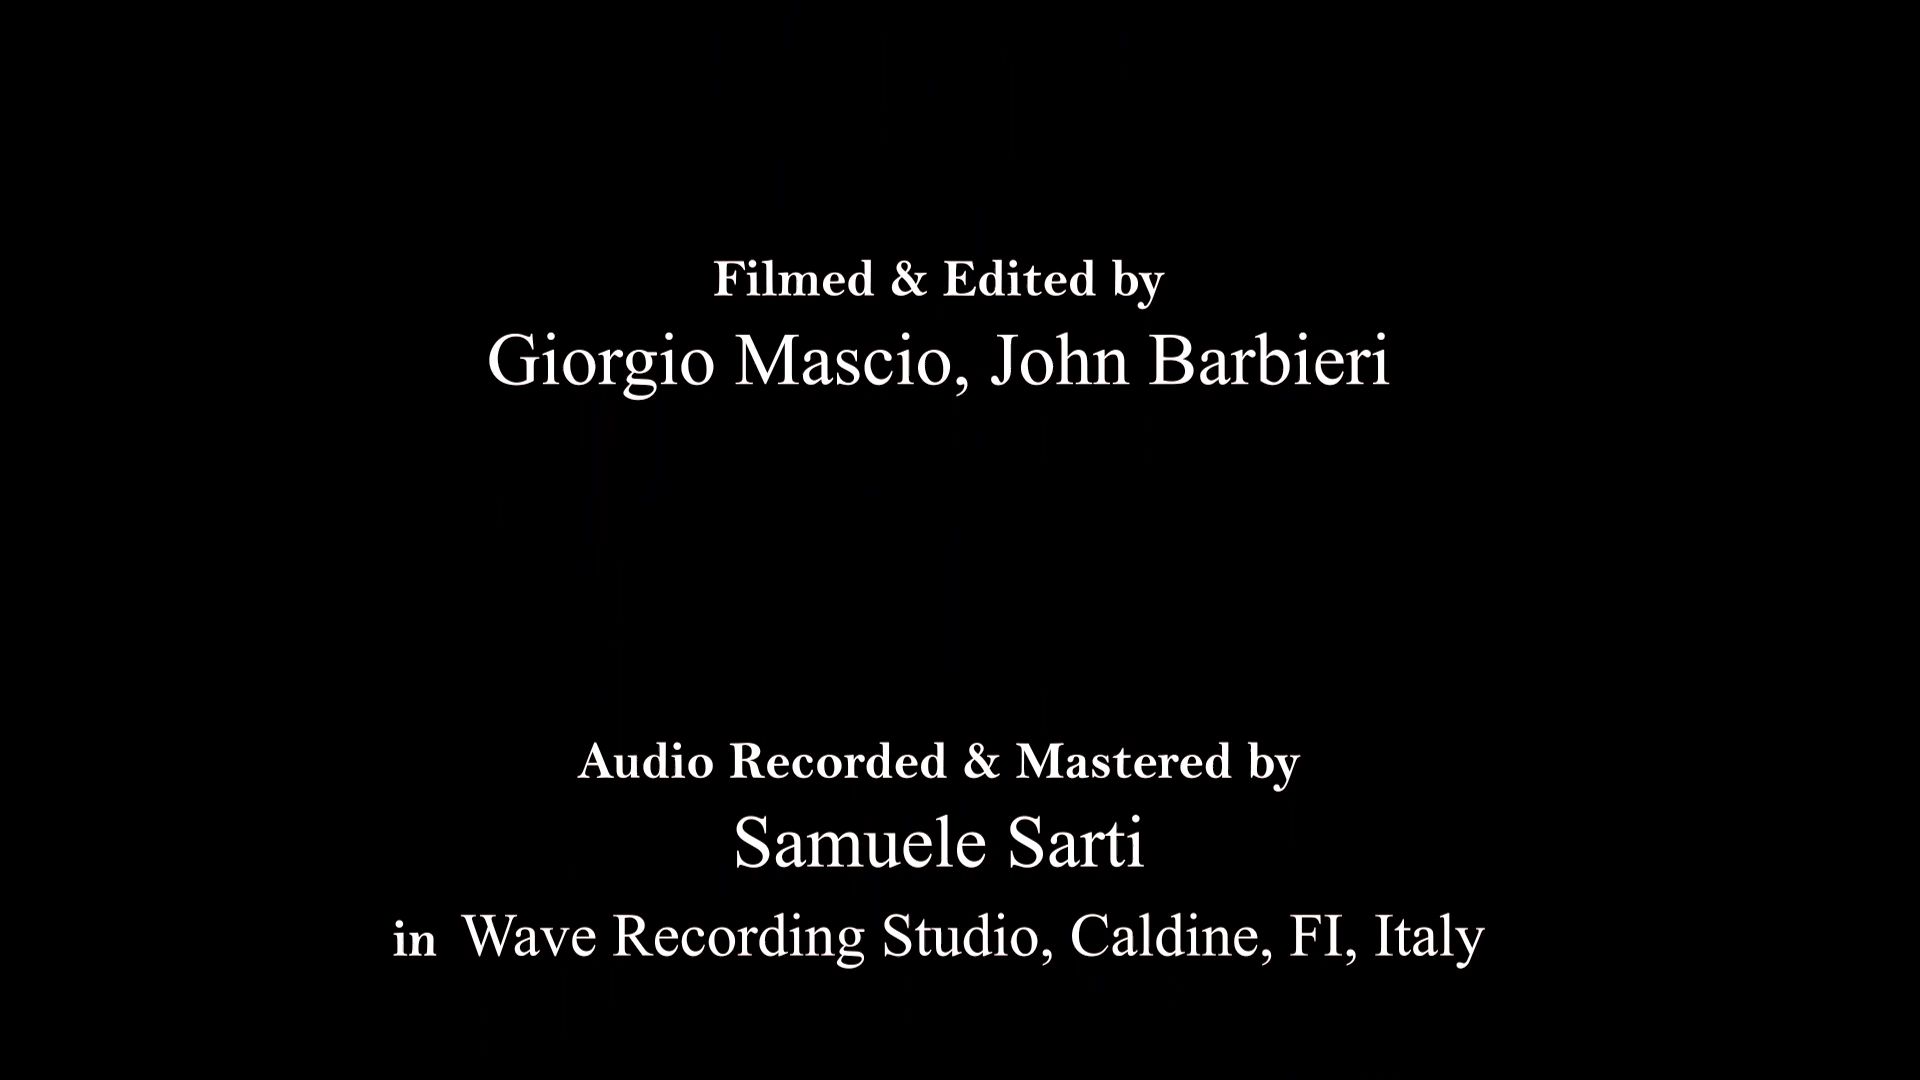 Filmed & Edited by
Giorgio Mascio, John Barbieri
Audio Recorded & Mastered by
Samuele Sarti
in Wave Recording Studio, Caldine, FI, Italy